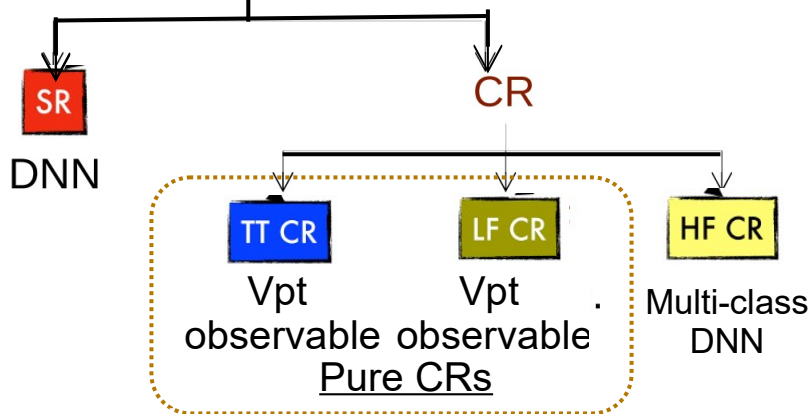 SR
CR
DNN
TT CR
LF CR
HF CR
Vpt
observable
Vpt
observable
.
Multi-class
DNN
Pure CRs